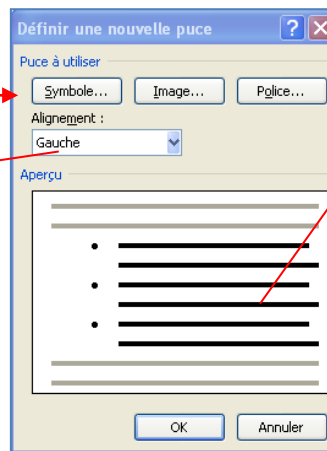 Définir une nouvelle puce
Puce à utiliser
Symbole... Image... Police...
Alignement :
Gauche
Aperçu
OK Annuler